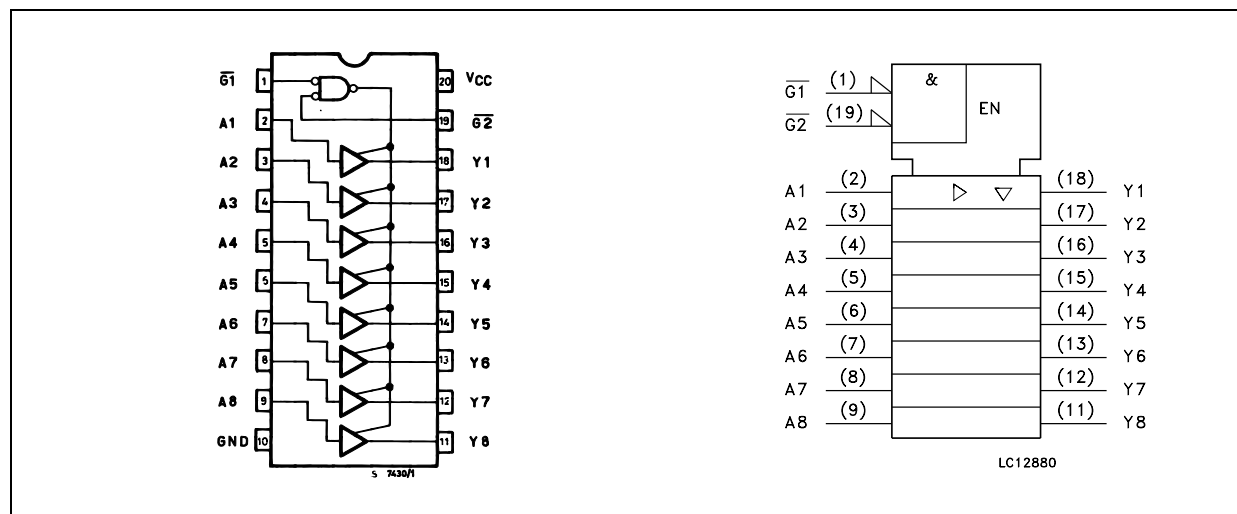 G1 1 20 VCC
A1 2 19 G2
A2 3 18 Y1
A3 4 17 Y2
A4 5 16 Y3
A5 6 15 Y4
A6 7 14 Y5
A7 8 13 Y6
A8 9 12 Y7
GND 10 11 Y8
S 7430/1
G1 (1) & EN
G2 (19)
A1 (2) (18) Y1
A2 (3) (17) Y2
A3 (4) (16) Y3
A4 (5) (15) Y4
A5 (6) (14) Y5
A6 (7) (13) Y6
A7 (8) (12) Y7
A8 (9) (11) Y8
LC12880